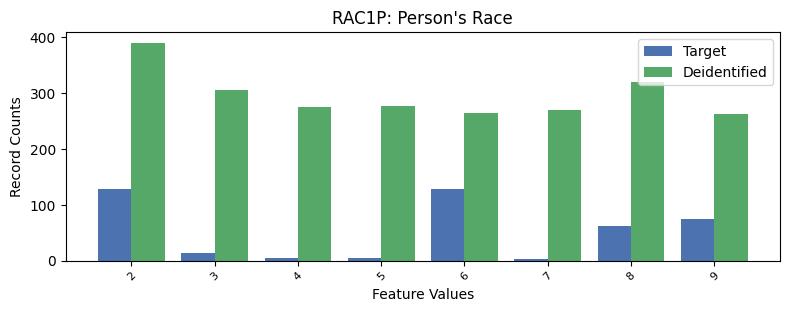 RAC1P: Person's Race
Target
Deidentified
Record Counts
400
300
200
100
0
2 3 4 5 6 7 8 9
Feature Values